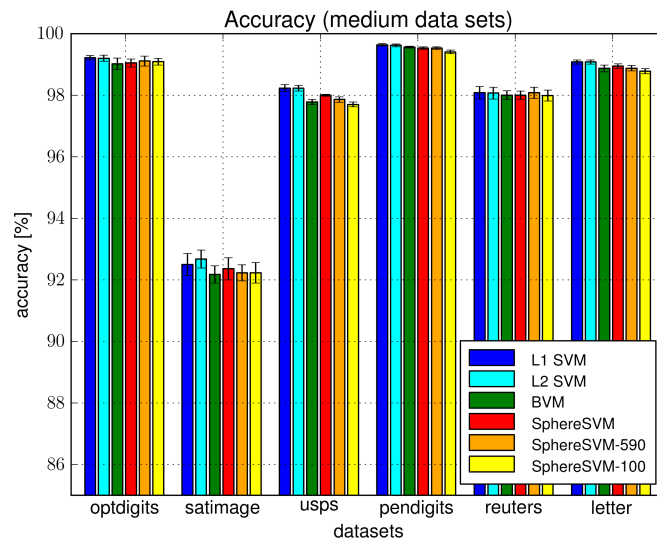 Accuracy (medium data sets)
100
98
96
94
92
90
88
86
accuracy [%]
L1 SVM
L2 SVM
BVM
SphereSVM
SphereSVM-590
SphereSVM-100
optdigits satimage usps pendigits reuters letter
datasets